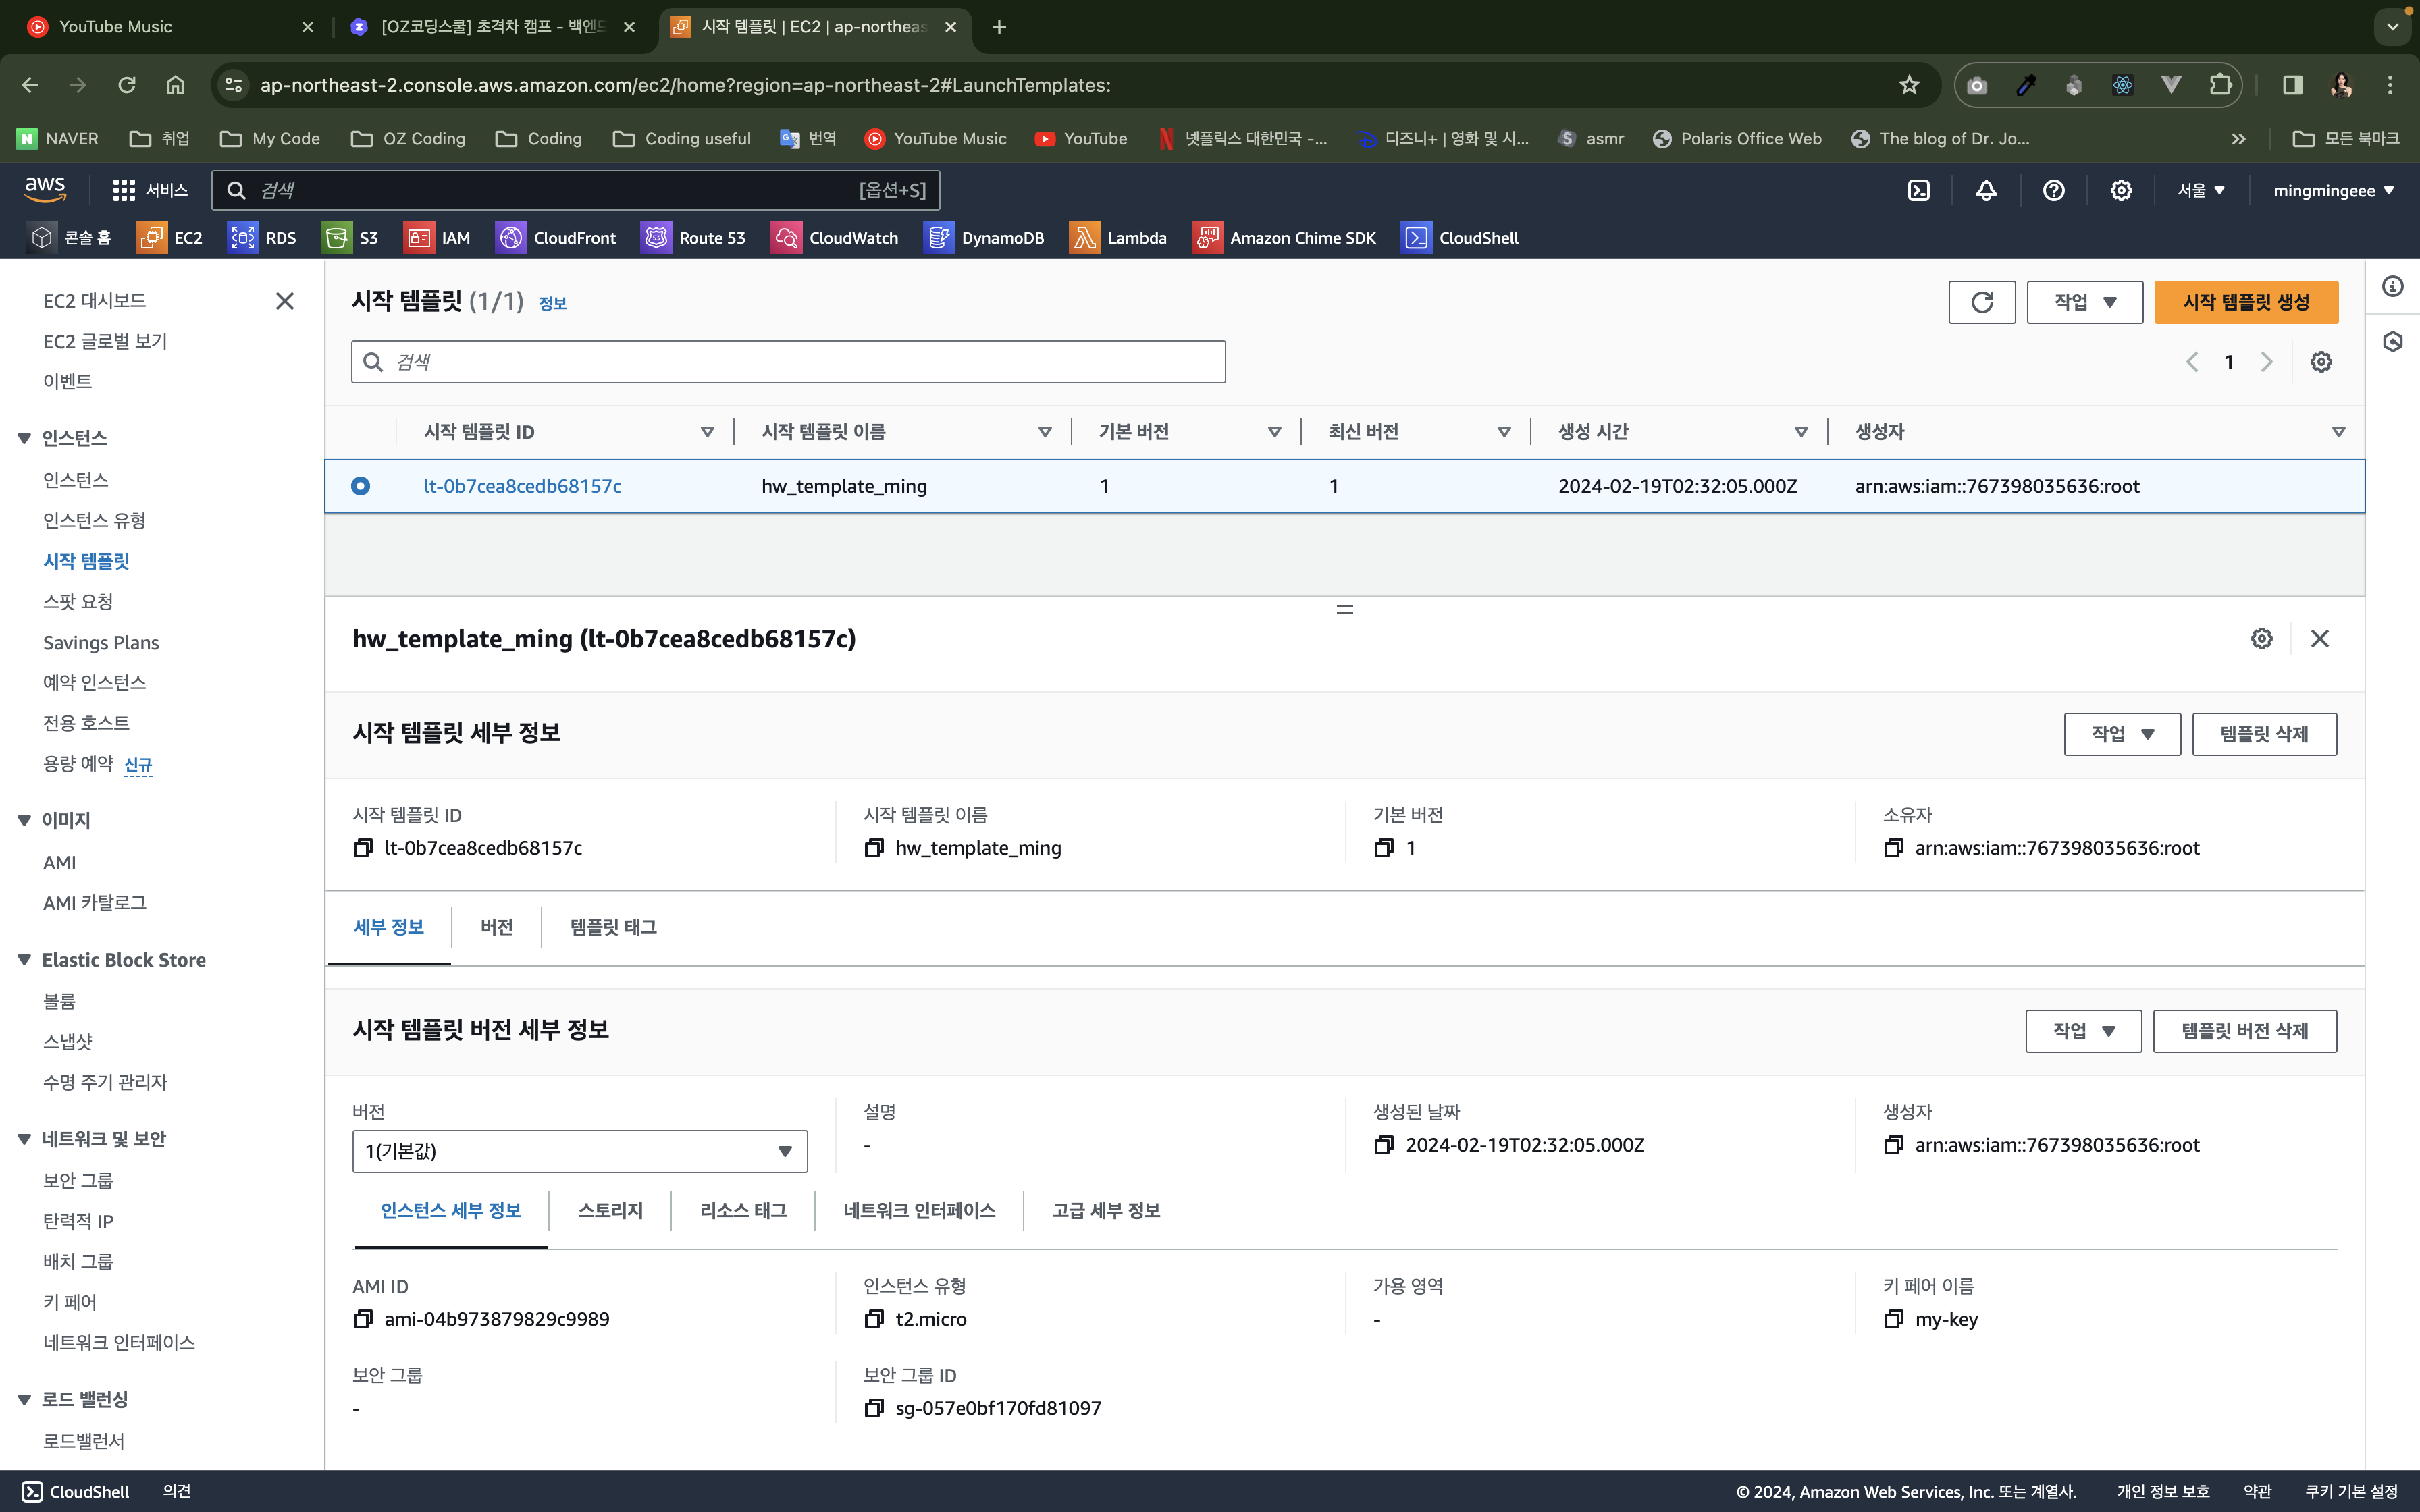 YouTube Music
[OZ코딩스쿨] 초격차 캠프 - 백엔드
시작 템플릿 | EC2 | ap-northeas
ap-northeast-2.console.aws.amazon.com/ec2/home?region=ap-northeast-2#LaunchTemplates:
NAVER 취업 My Code OZ Coding Coding Coding useful 번역 YouTube Music YouTube 넷플릭스 대한민국 -... 디즈니+ | 영화 및 시... asmr Polaris Office Web The blog of Dr. Jo... 모든 북마크
aws 서비스 검색 [옵션+S] 서울 mingmingeee
콘솔 홈 EC2 RDS S3 IAM CloudFront Route 53 CloudWatch DynamoDB Lambda Amazon Chime SDK CloudShell
EC2 대시보드
EC2 글로벌 보기
이벤트
인스턴스
인스턴스
인스턴스 유형
시작 템플릿
스팟 요청
Savings Plans
예약 인스턴스
전용 호스트
용량 예약 신규
이미지
AMI
AMI 카탈로그
Elastic Block Store
볼륨
스냅샷
수명 주기 관리자
네트워크 및 보안
보안 그룹
탄력적 IP
배치 그룹
키 페어
네트워크 인터페이스
로드 밸런싱
로드밸런서
시작 템플릿 (1/1) 정보
작업 시작 템플릿 생성
검색
1
시작 템플릿 ID 시작 템플릿 이름 기본 버전 최신 버전 생성 시간 생성자
lt-0b7cea8cedb68157c hw_template_ming 1 1 2024-02-19T02:32:05.000Z arn:aws:iam::767398035636:root
hw_template_ming (lt-0b7cea8cedb68157c)
시작 템플릿 세부 정보 작업 템플릿 삭제
시작 템플릿 ID 시작 템플릿 이름 기본 버전 소유자
lt-0b7cea8cedb68157c hw_template_ming 1 arn:aws:iam::767398035636:root
세부 정보 버전 템플릿 태그
시작 템플릿 버전 세부 정보 작업 템플릿 버전 삭제
버전 설명 생성된 날짜 생성자
1(기본값) - 2024-02-19T02:32:05.000Z arn:aws:iam::767398035636:root
인스턴스 세부 정보 스토리지 리소스 태그 네트워크 인터페이스 고급 세부 정보
AMI ID 인스턴스 유형 가용 영역 키 페어 이름
ami-04b973879829c9989 t2.micro - my-key
보안 그룹 보안 그룹 ID
- sg-057e0bf170fd81097
CloudShell 의견 © 2024, Amazon Web Services, Inc. 또는 계열사. 개인 정보 보호 약관 쿠키 기본 설정